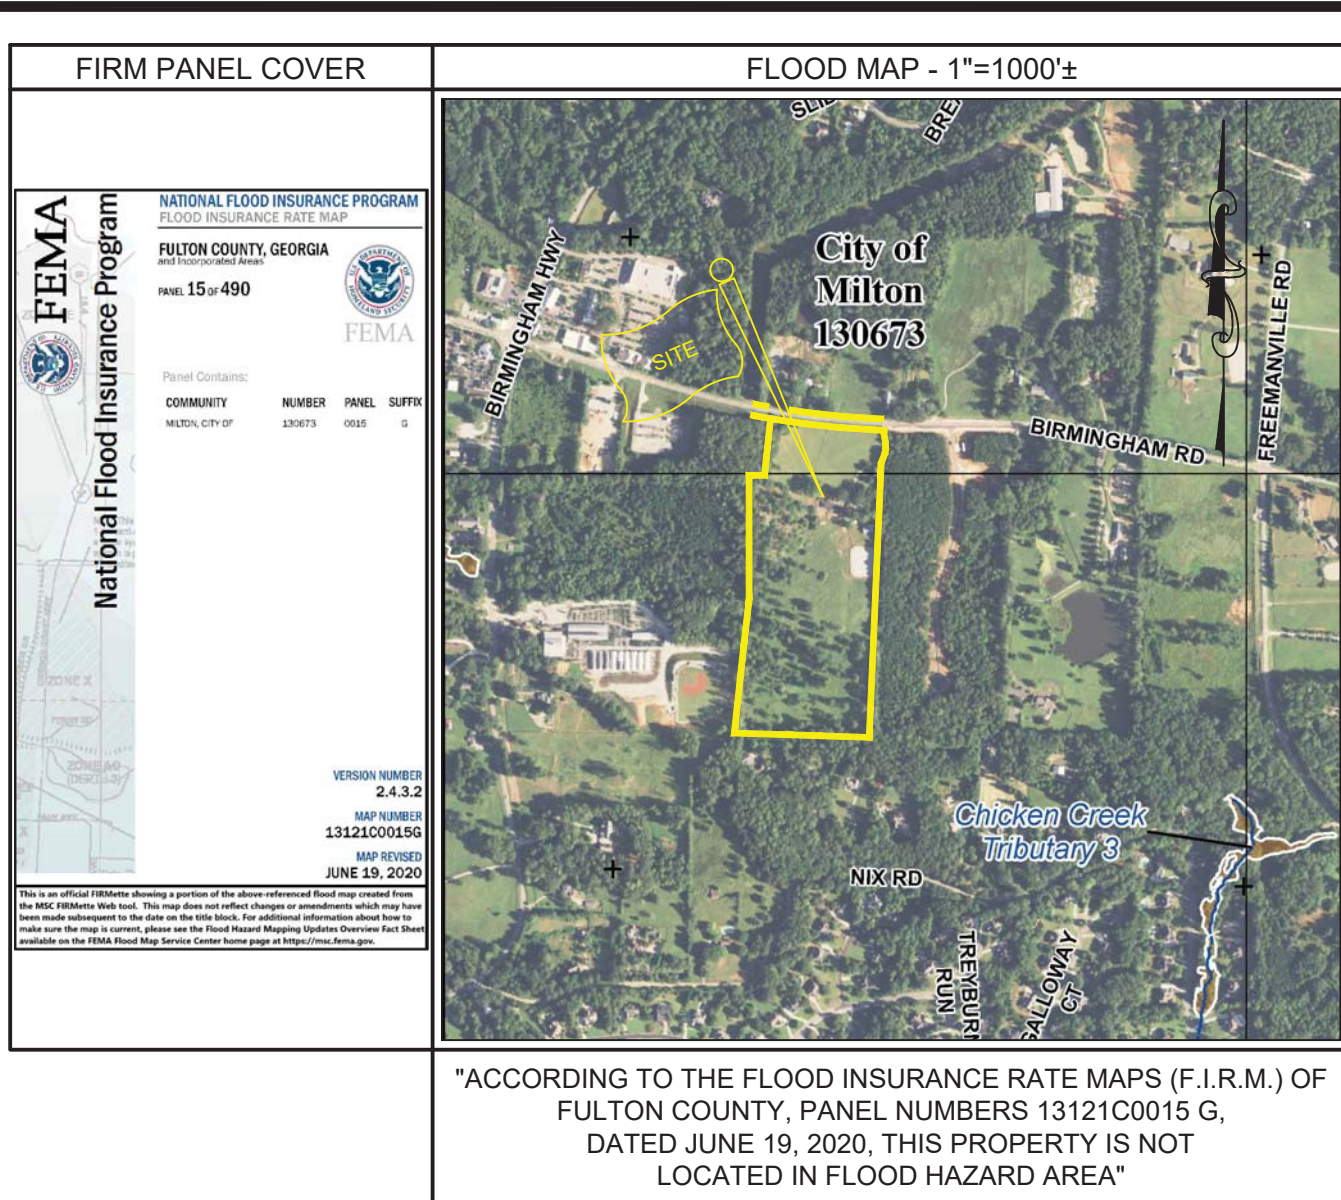 FIRM PANEL COVER
FLOOD MAP - 1"=1000'±
FEMA
National Flood Insurance Program
NATIONAL FLOOD INSURANCE PROGRAM
FLOOD INSURANCE RATE MAP
FULTON COUNTY, GEORGIA
and Incorporated Areas
PANEL 15 OF 490
FEMA
Panel Contains:
COMMUNITY NUMBER PANEL SUFFIX
MILTON, CITY OF 130673 0015 G
ZONE X
VERSION NUMBER
2.4.3.2
MAP NUMBER
13121C0015G
MAP REVISED
JUNE 19, 2020
This is an official FIRMette showing a portion of the above-referenced flood map created from
the MSC FIRMette Web tool. This map does not reflect changes or amendments which may have
been made subsequent to the date on the title block. For additional information about how to
make sure the map is current, please see the Flood Hazard Mapping Updates Overview Fact Sheet
available on the FEMA Flood Map Service Center home page at https://msc.fema.gov.
BIRMINGHAM HWY
SITE
City of
Milton
130673
FREEMANVILLE RD
BIRMINGHAM RD
Chicken Creek
Tributary 3
NIX RD
TREYBURN
RUN
GALLOWAY
CT
"ACCORDING TO THE FLOOD INSURANCE RATE MAPS (F.I.R.M.) OF
FULTON COUNTY, PANEL NUMBERS 13121C0015 G,
DATED JUNE 19, 2020, THIS PROPERTY IS NOT
LOCATED IN FLOOD HAZARD AREA"